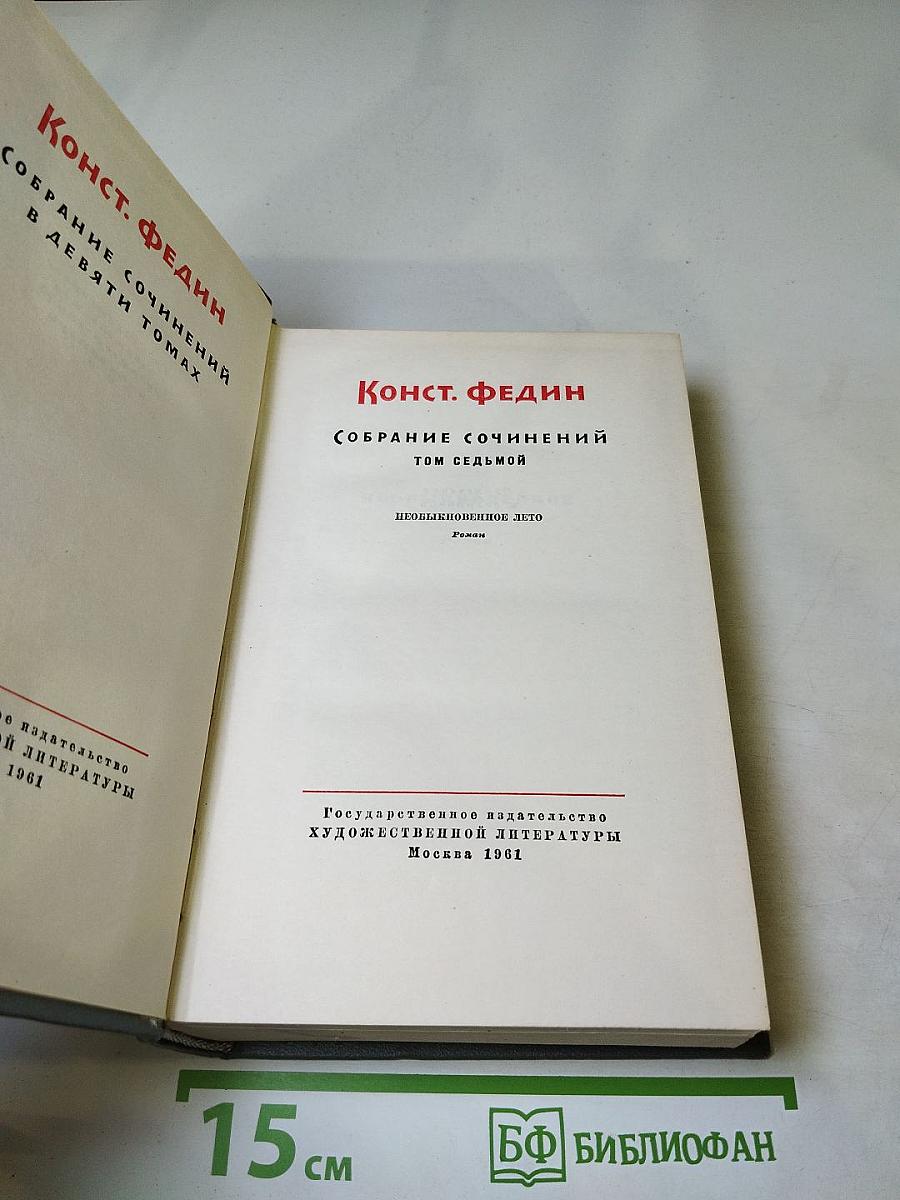 Конст. Федин
Собрание сочинений
в девяти томах
издательство
ЛИТЕРАТУРЫ
1961
Конст. Федин
Собрание сочинений
том седьмой
НЕОБЫКНОВЕННОЕ ЛЕТО
Роман
Государственное издательство
ХУДОЖЕСТВЕННОЙ ЛИТЕРАТУРЫ
Москва 1961
15 см
БФ БИБЛИОФАН